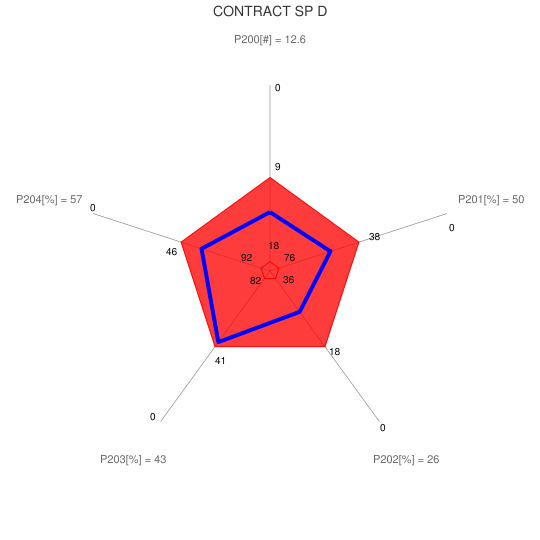 CONTRACT SP D
P200[#] = 12.6
0
9
P204[%] = 57
0
P201[%] = 50
0
38
46
18
92
76
82
36
18
41
0
0
P203[%] = 43
P202[%] = 26